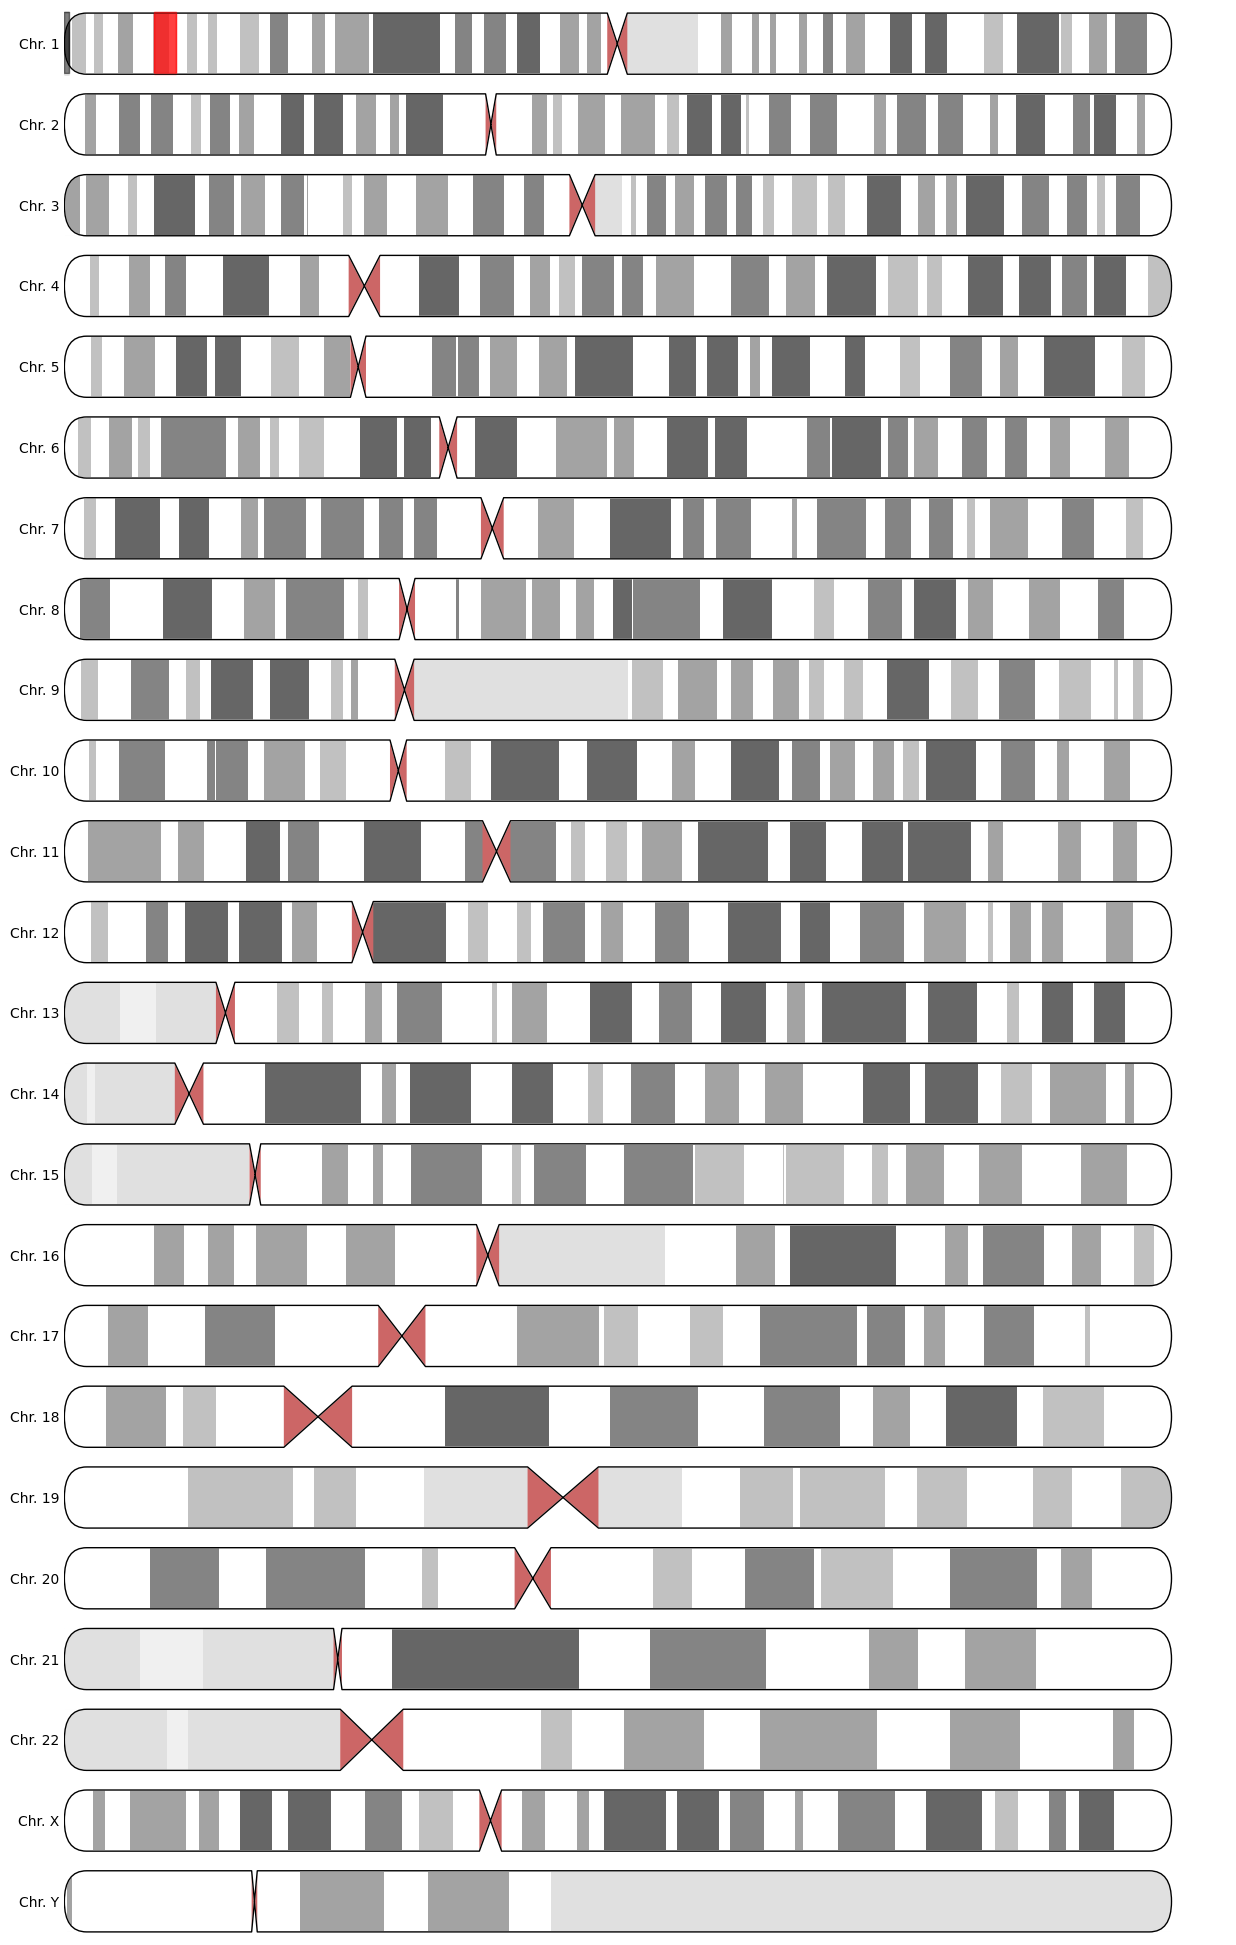 Chr. 1
Chr. 2
Chr. 3
Chr. 4
Chr. 5
Chr. 6
Chr. 7
Chr. 8
Chr. 9
Chr. 10
Chr. 11
Chr. 12
Chr. 13
Chr. 14
Chr. 15
Chr. 16
Chr. 17
Chr. 18
Chr. 19
Chr. 20
Chr. 21
Chr. 22
Chr. X
Chr. Y